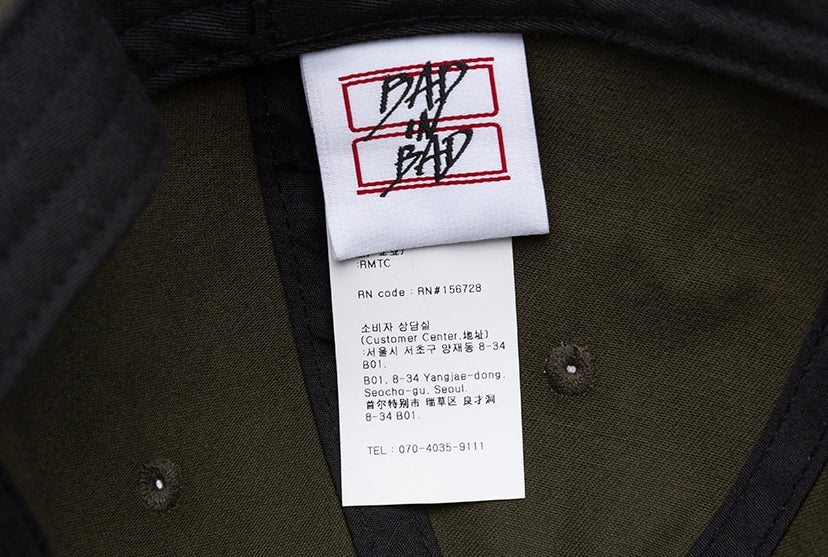 BAD
IN
BAD
:RMTC
RN code : RN#156728
소비자 상담실
(Customer Center,地址)
:서울시 서초구 양재동 8-34
B01.
B01, 8-34 Yangjae-dong,
Seocho-gu, Seoul.
首尔特别市 瑞草区 良才洞
8-34 B01.
TEL : 070-4035-9111